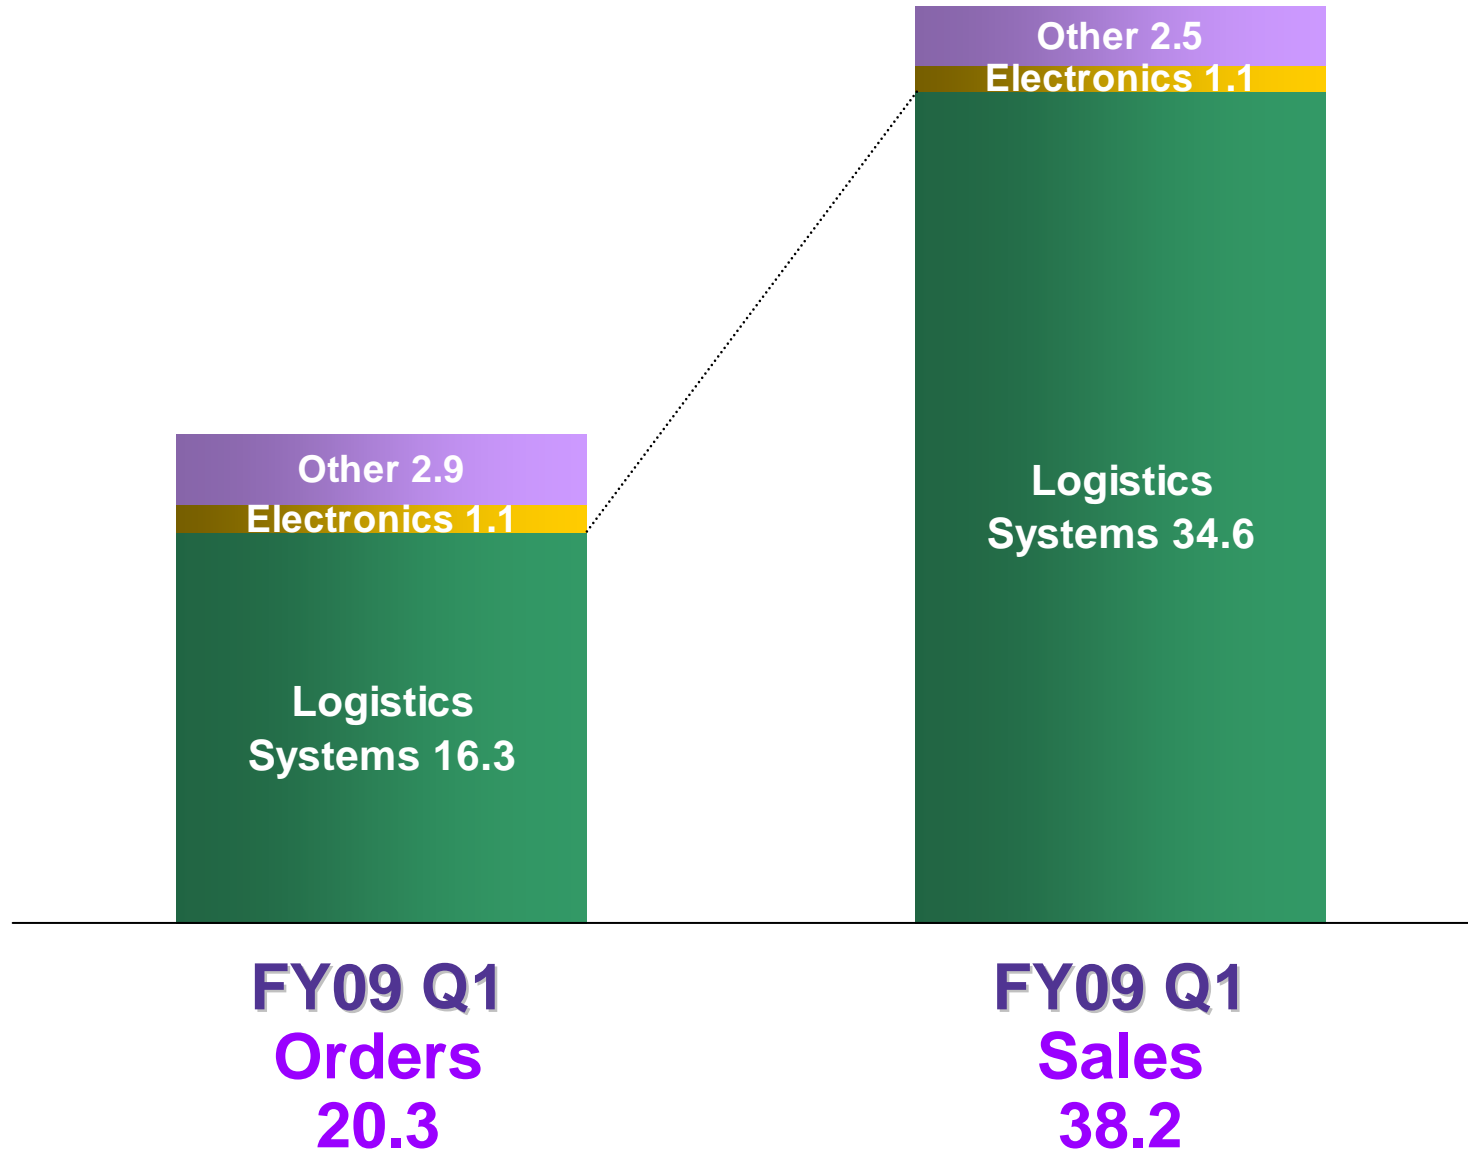 Other 2.5
Electronics 1.1
Logistics
Systems 34.6
Other 2.9
Electronics 1.1
Logistics
Systems 16.3
FY09 Q1
Orders
20.3
FY09 Q1
Sales
38.2